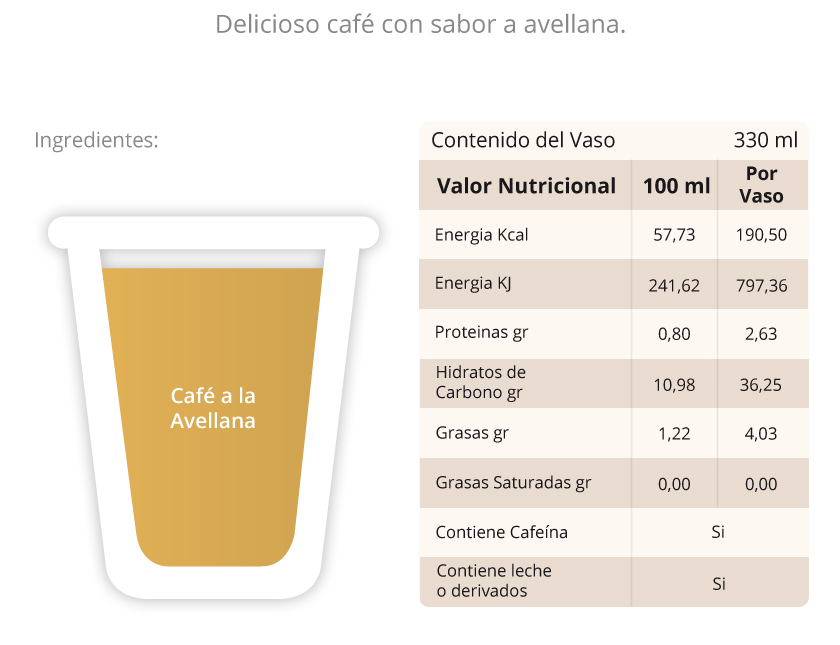 Delicioso café con sabor a avellana.
Ingredientes:
Café a la
Avellana
Contenido del Vaso 330 ml
Valor Nutricional 100 ml Por Vaso
Energia Kcal 57,73 190,50
Energia KJ 241,62 797,36
Proteinas gr 0,80 2,63
Hidratos de
Carbono gr 10,98 36,25
Grasas gr 1,22 4,03
Grasas Saturadas gr 0,00 0,00
Contiene Cafeína Si
Contiene leche
o derivados Si